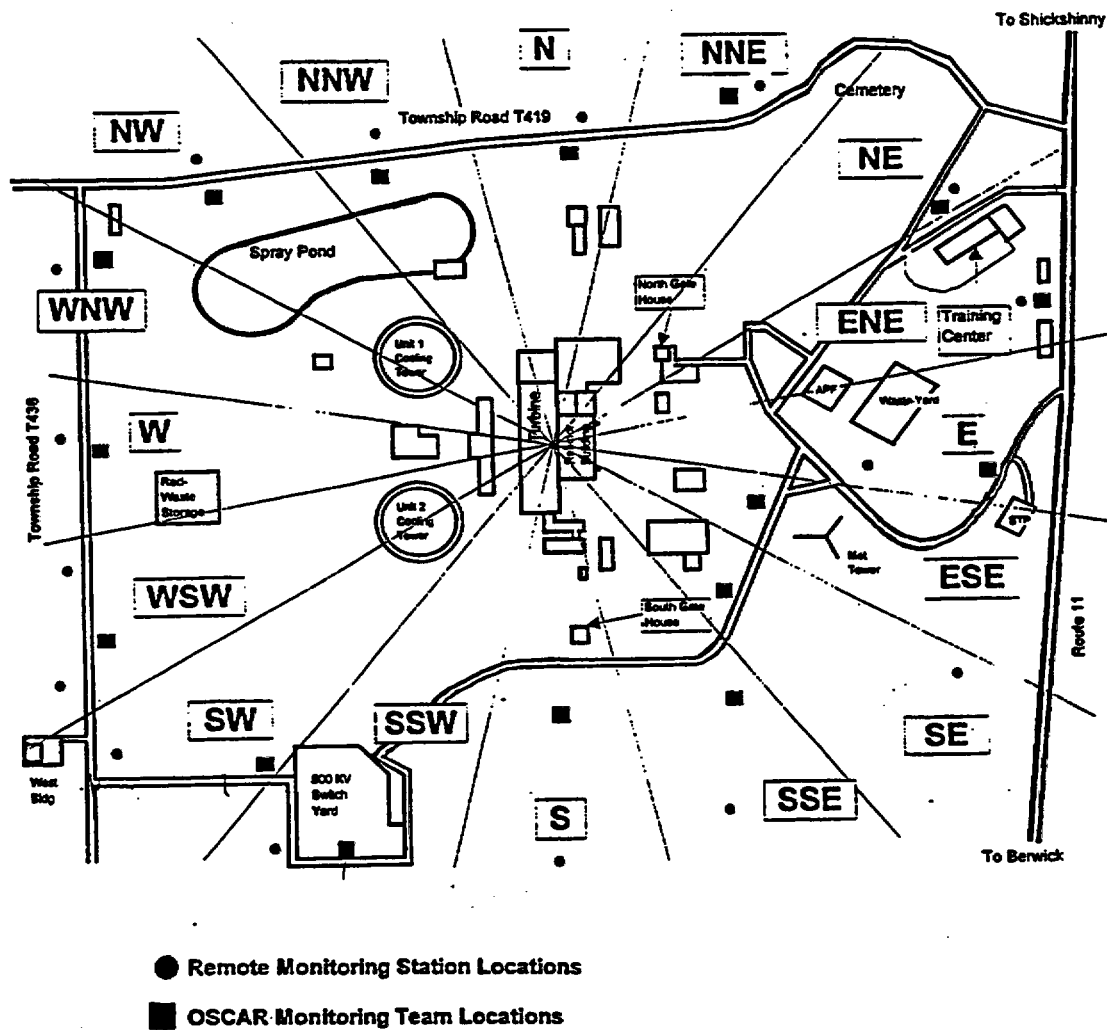 To Shickshinny
N
NNE
NNW
Cemetery
Township Road T419
NW
NE
Spray Pond
North Gate
House
WNW
ENE
Training
Center
Unit 1
Cooling
Tower
APF
Waste Yard
Turbine
Reactor
Building
W
E
Township Road T438
Rad-
Waste
Storage
Unit 2
Cooling
Tower
STP
Met
Tower
ESE
WSW
South Gate
House
Route 11
SW
SSW
SE
West
Bldg
500 KV
Switch
Yard
SSE
S
To Berwick
Remote Monitoring Station Locations
OSCAR Monitoring Team Locations